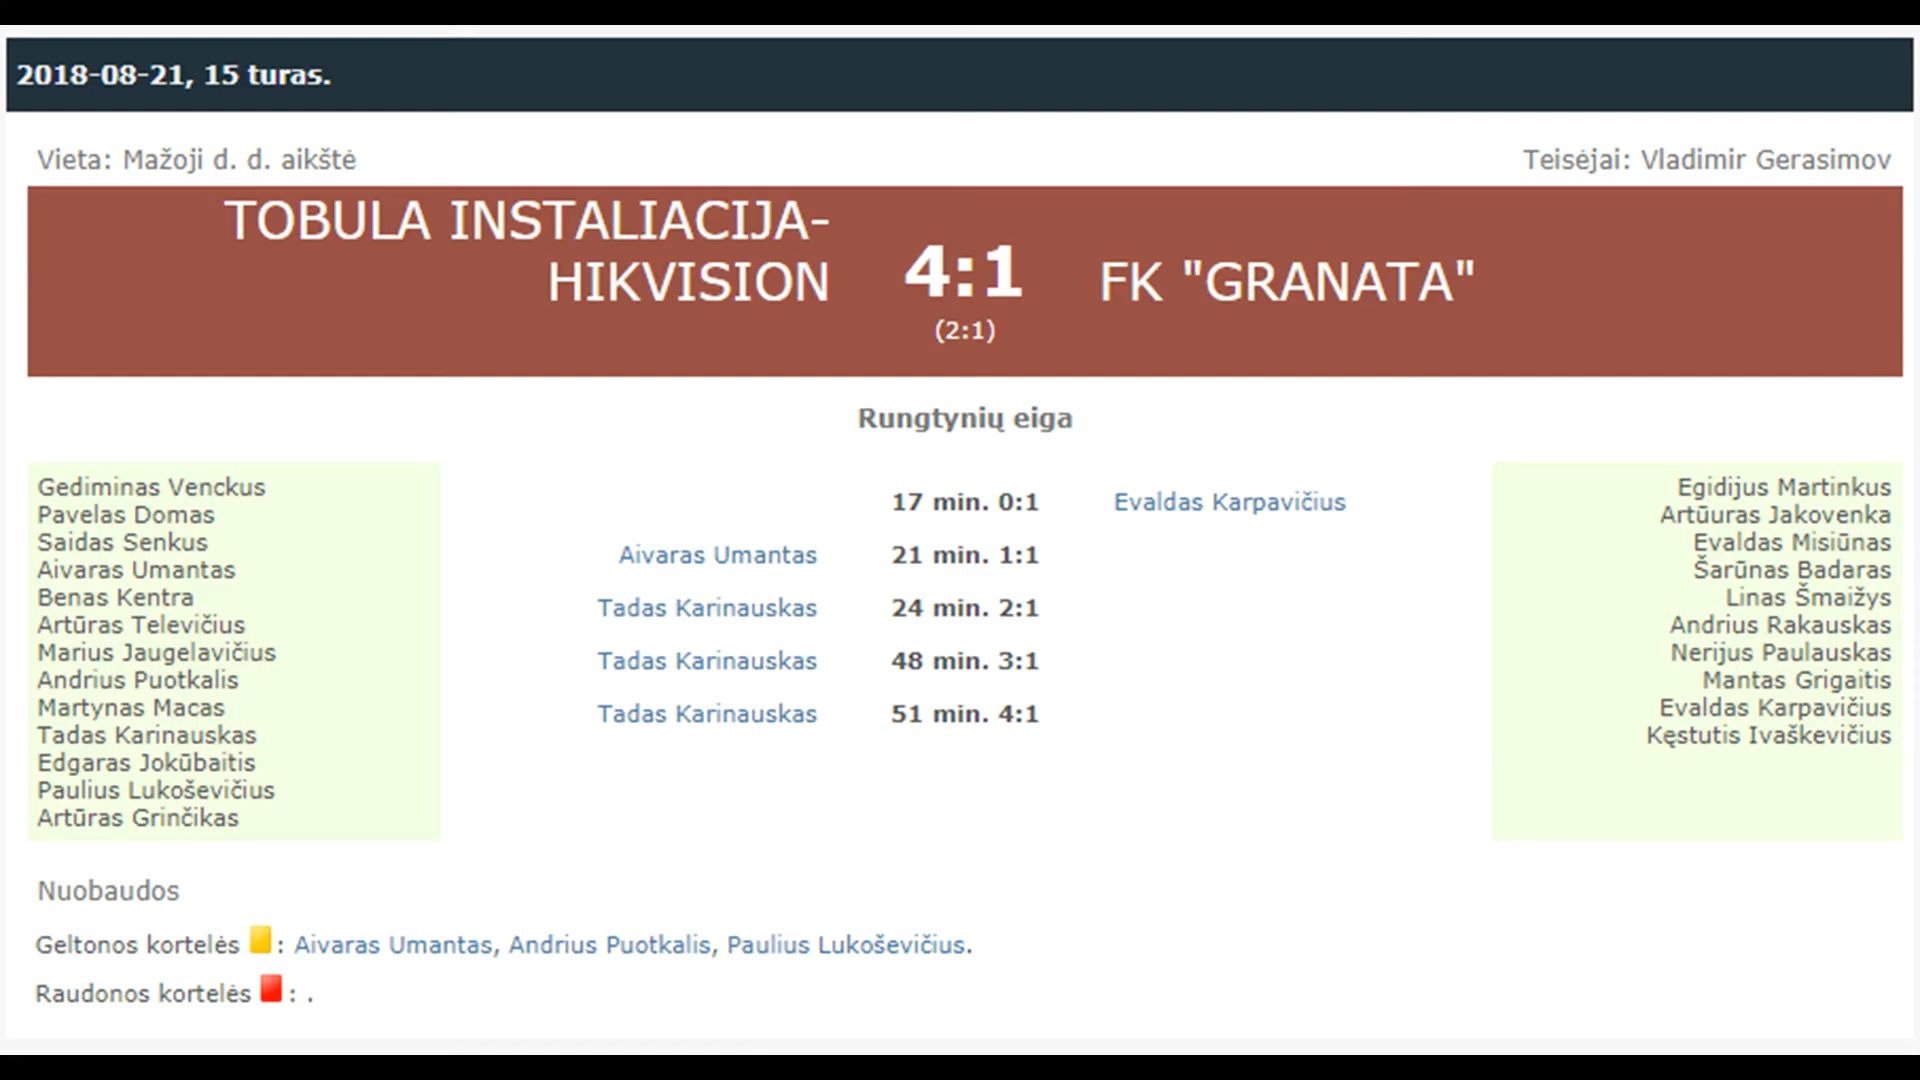 2018-08-21, 15 turas.
Vieta: Mažoji d. d. aikštė
Teisėjai: Vladimir Gerasimov
TOBULA INSTALIACIJA-
HIKVISION
4:1
(2:1)
FK "GRANATA"
Rungtynių eiga
Gediminas Venckus
Pavelas Domas
Saidas Senkus
Aivaras Umantas
Benas Kentra
Artūras Televičius
Marius Jaugelavičius
Andrius Puotkalis
Martynas Macas
Tadas Karinauskas
Edgaras Jokūbaitis
Paulius Lukoševičius
Artūras Grinčikas
17 min. 0:1 Evaldas Karpavičius
Aivaras Umantas 21 min. 1:1
Tadas Karinauskas 24 min. 2:1
Tadas Karinauskas 48 min. 3:1
Tadas Karinauskas 51 min. 4:1
Egidijus Martinkus
Artūuras Jakovenka
Evaldas Misiūnas
Šarūnas Badaras
Linas Šmaižys
Andrius Rakauskas
Nerijus Paulauskas
Mantas Grigaitis
Evaldas Karpavičius
Kęstutis Ivaškevičius
Nuobaudos
Geltonos kortelės : Aivaras Umantas, Andrius Puotkalis, Paulius Lukoševičius.
Raudonos kortelės : .